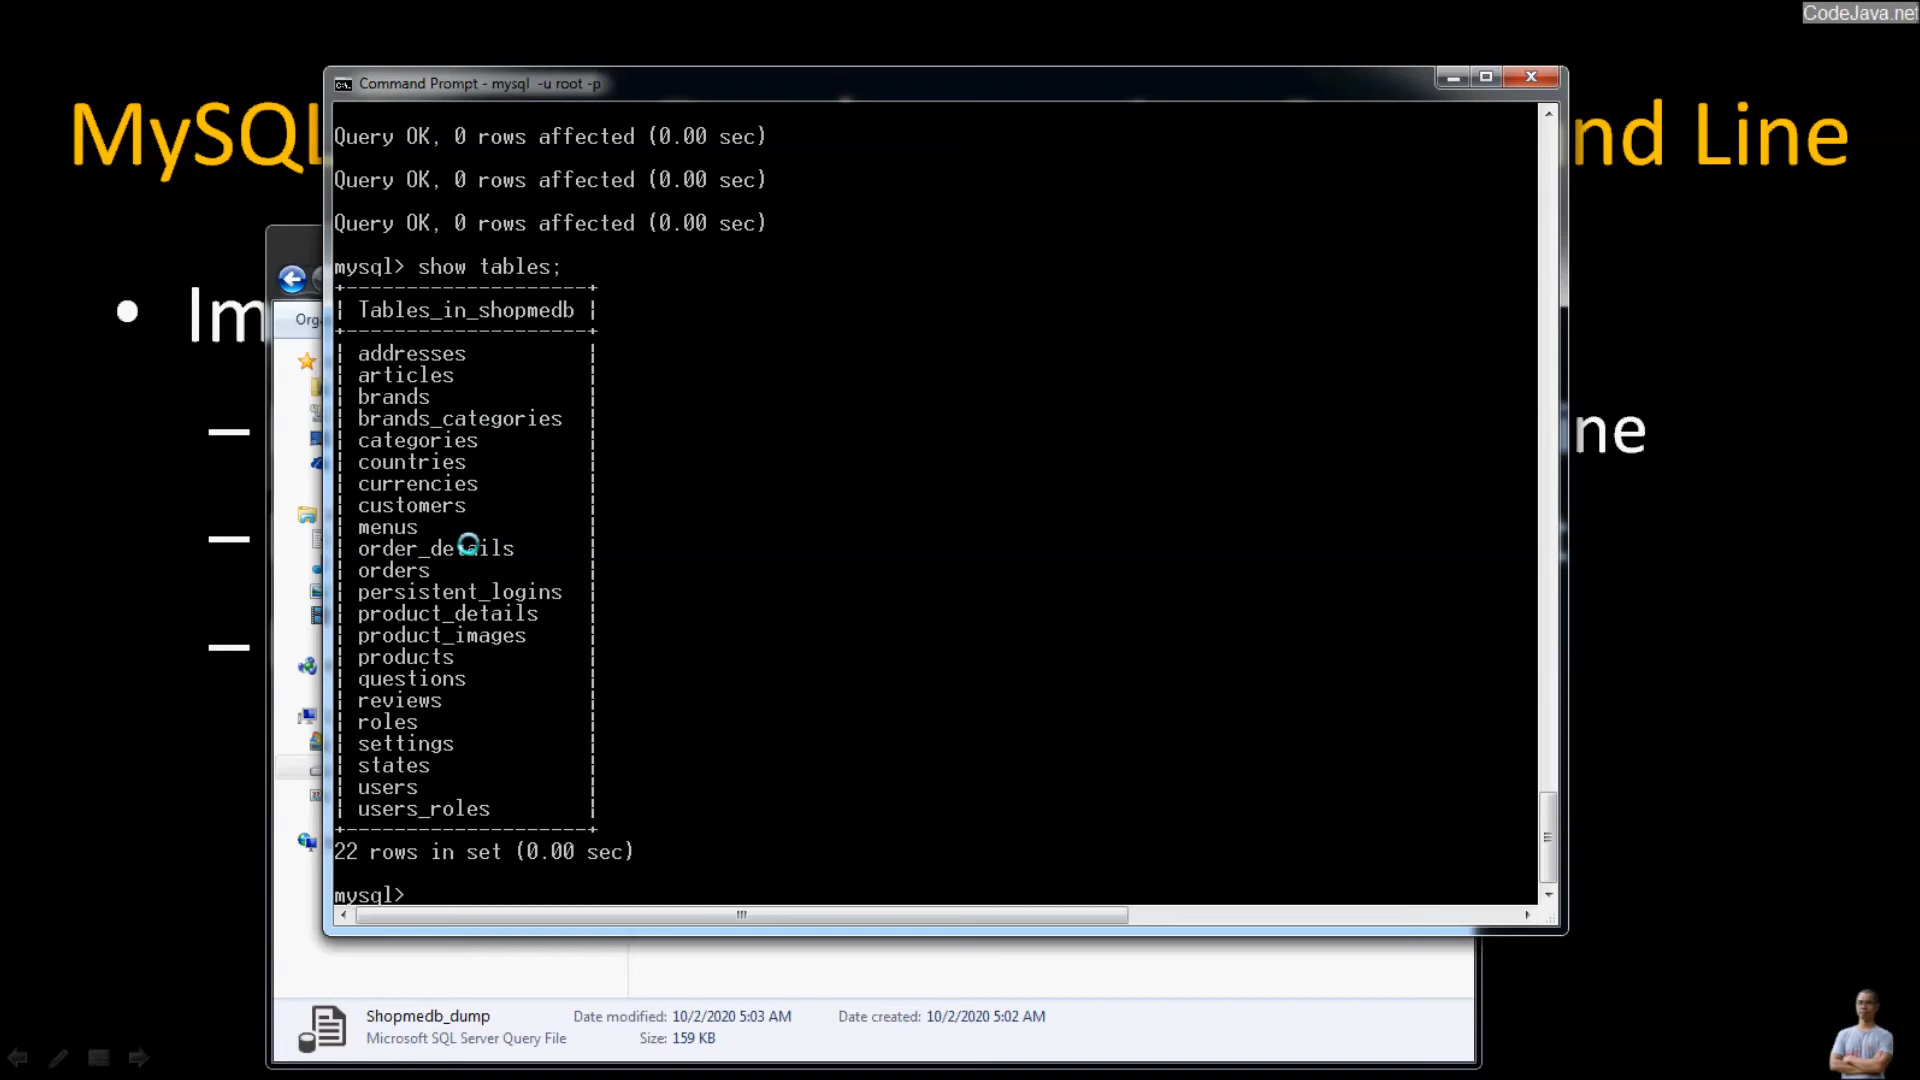 CodeJava.net
Command Prompt - mysql -u root -p
MySQL
nd Line
Query OK, 0 rows affected (0.00 sec)
Query OK, 0 rows affected (0.00 sec)
Query OK, 0 rows affected (0.00 sec)
mysql> show tables;
Tables_in_shopmedb
addresses
articles
brands
brands_categories
categories
countries
currencies
customers
menus
order_details
orders
persistent_logins
product_details
product_images
products
questions
reviews
roles
settings
states
users
users_roles
22 rows in set (0.00 sec)
mysql>
Im
Org
ne
Shopmedb_dump
Date modified: 10/2/2020 5:03 AM
Date created: 10/2/2020 5:02 AM
Microsoft SQL Server Query File
Size: 159 KB